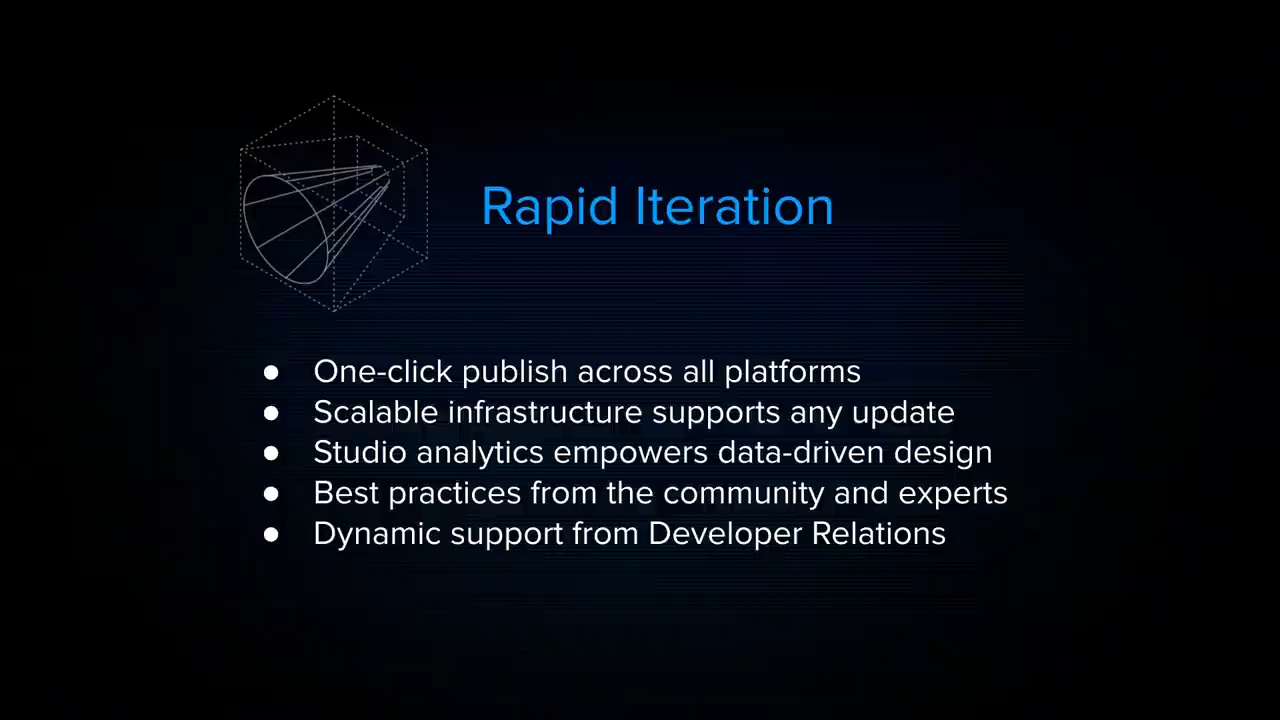 Rapid Iteration
● One-click publish across all platforms
● Scalable infrastructure supports any update
● Studio analytics empowers data-driven design
● Best practices from the community and experts
● Dynamic support from Developer Relations